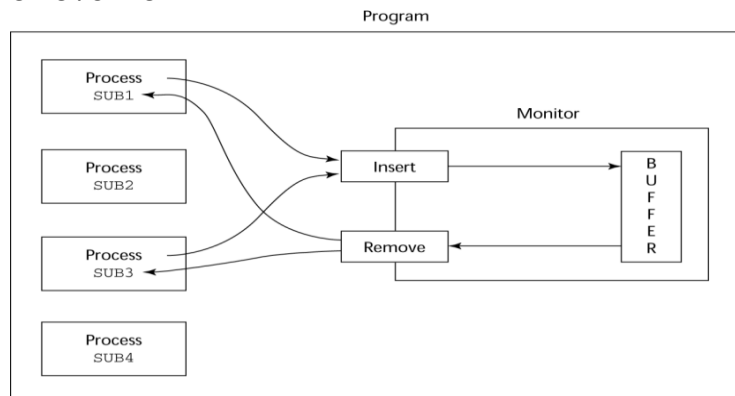 Program
Process
SUB1
Monitor
Insert
Process
SUB2
B
U
F
F
E
R
Process
SUB3
Remove
Process
SUB4